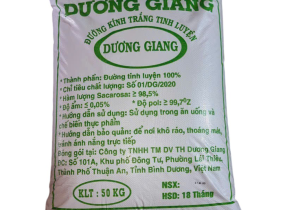 DƯƠNG GIANG
ĐƯỜNG KÍNH TRẮNG TINH LUYỆN
DƯƠNG GIANG
• Thành phần: Đường tinh luyện 100%
• Chỉ tiêu chất lượng: Số 01/DG/2020
• Hàm lượng Sacarosa: ≥ 98,5%
• Độ ẩm: ≤ 0,05% • Độ pol: ≥ 99,7⁰Z
• Hướng dẫn sử dụng: Sử dụng trong ăn uống và
chế biến thực phẩm
• Hướng dẫn bảo quản: để nơi khô ráo, thoáng mát,
tránh ánh nắng trực tiếp
Đóng gói tại: Công ty TNHH TM DV TH Dương Giang
ĐC: Số 101A, Khu phố Đông Tư, Phường Lái Thiêu,
Thành Phố Thuận An, Tỉnh Bình Dương, Việt Nam
KLT: 50 KG
NSX:
HSD: 18 Tháng